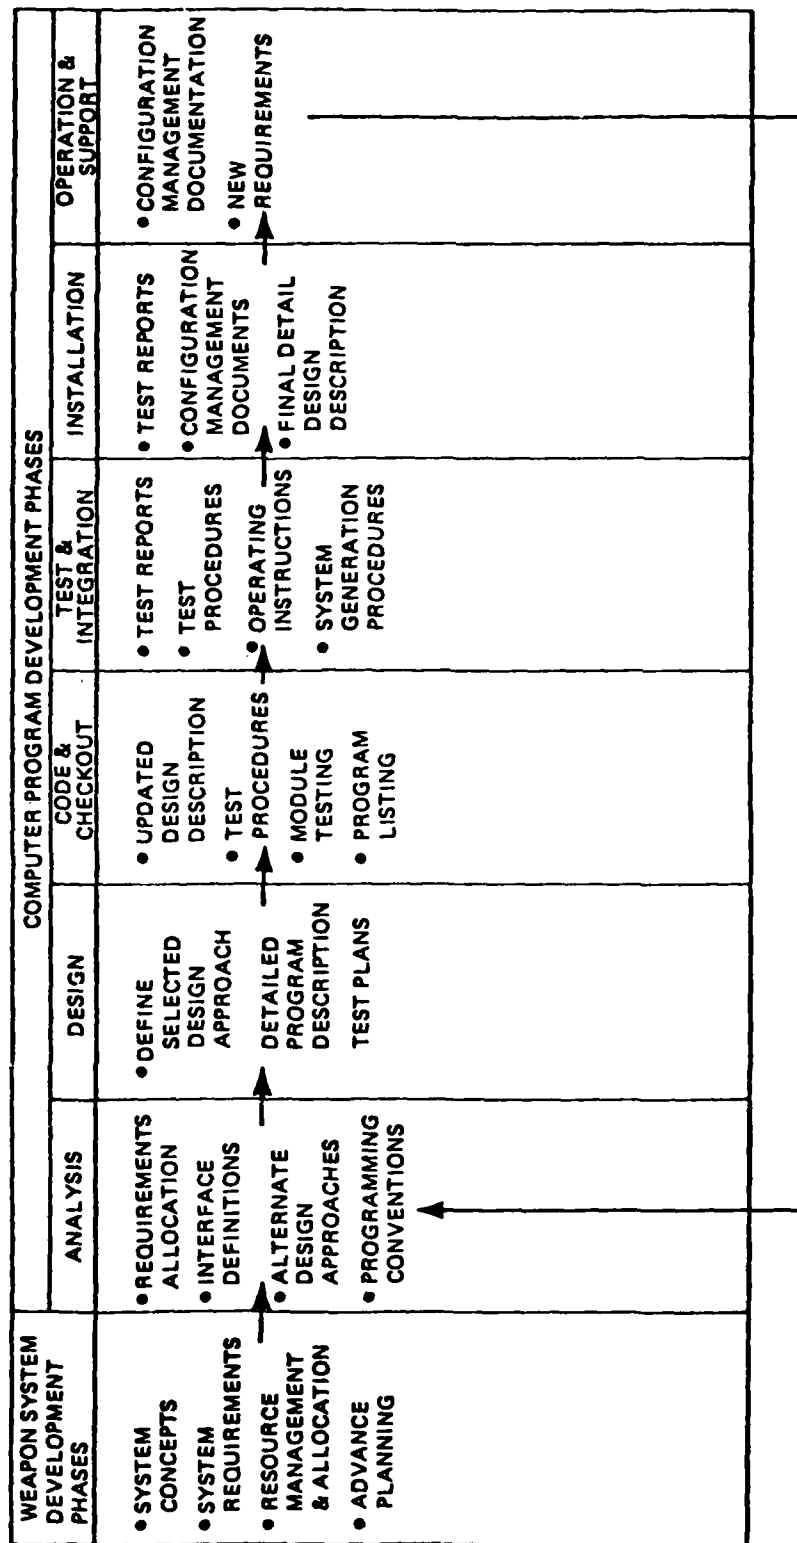 WEAPON SYSTEM
DEVELOPMENT
PHASES
COMPUTER PROGRAM DEVELOPMENT PHASES
ANALYSIS
DESIGN
CODE &
CHECKOUT
TEST &
INTEGRATION
INSTALLATION
OPERATION &
SUPPORT
• SYSTEM
CONCEPTS
• SYSTEM
REQUIREMENTS
• RESOURCE
MANAGEMENT
& ALLOCATION
• ADVANCE
PLANNING
• REQUIREMENTS
ALLOCATION
• INTERFACE
DEFINITIONS
• ALTERNATE
DESIGN
APPROACHES
• PROGRAMMING
CONVENTIONS
• DEFINE
SELECTED
DESIGN
APPROACH
DETAILED
PROGRAM
DESCRIPTION
TEST PLANS
• UPDATED
DESIGN
DESCRIPTION
• TEST
PROCEDURES
• MODULE
TESTING
• PROGRAM
LISTING
• TEST REPORTS
• TEST
PROCEDURES
• OPERATING
INSTRUCTIONS
• SYSTEM
GENERATION
PROCEDURES
• TEST REPORTS
• CONFIGURATION
MANAGEMENT
DOCUMENTS
• FINAL DETAIL
DESIGN
DESCRIPTION
• CONFIGURATION
MANAGEMENT
DOCUMENTATION
• NEW
REQUIREMENTS